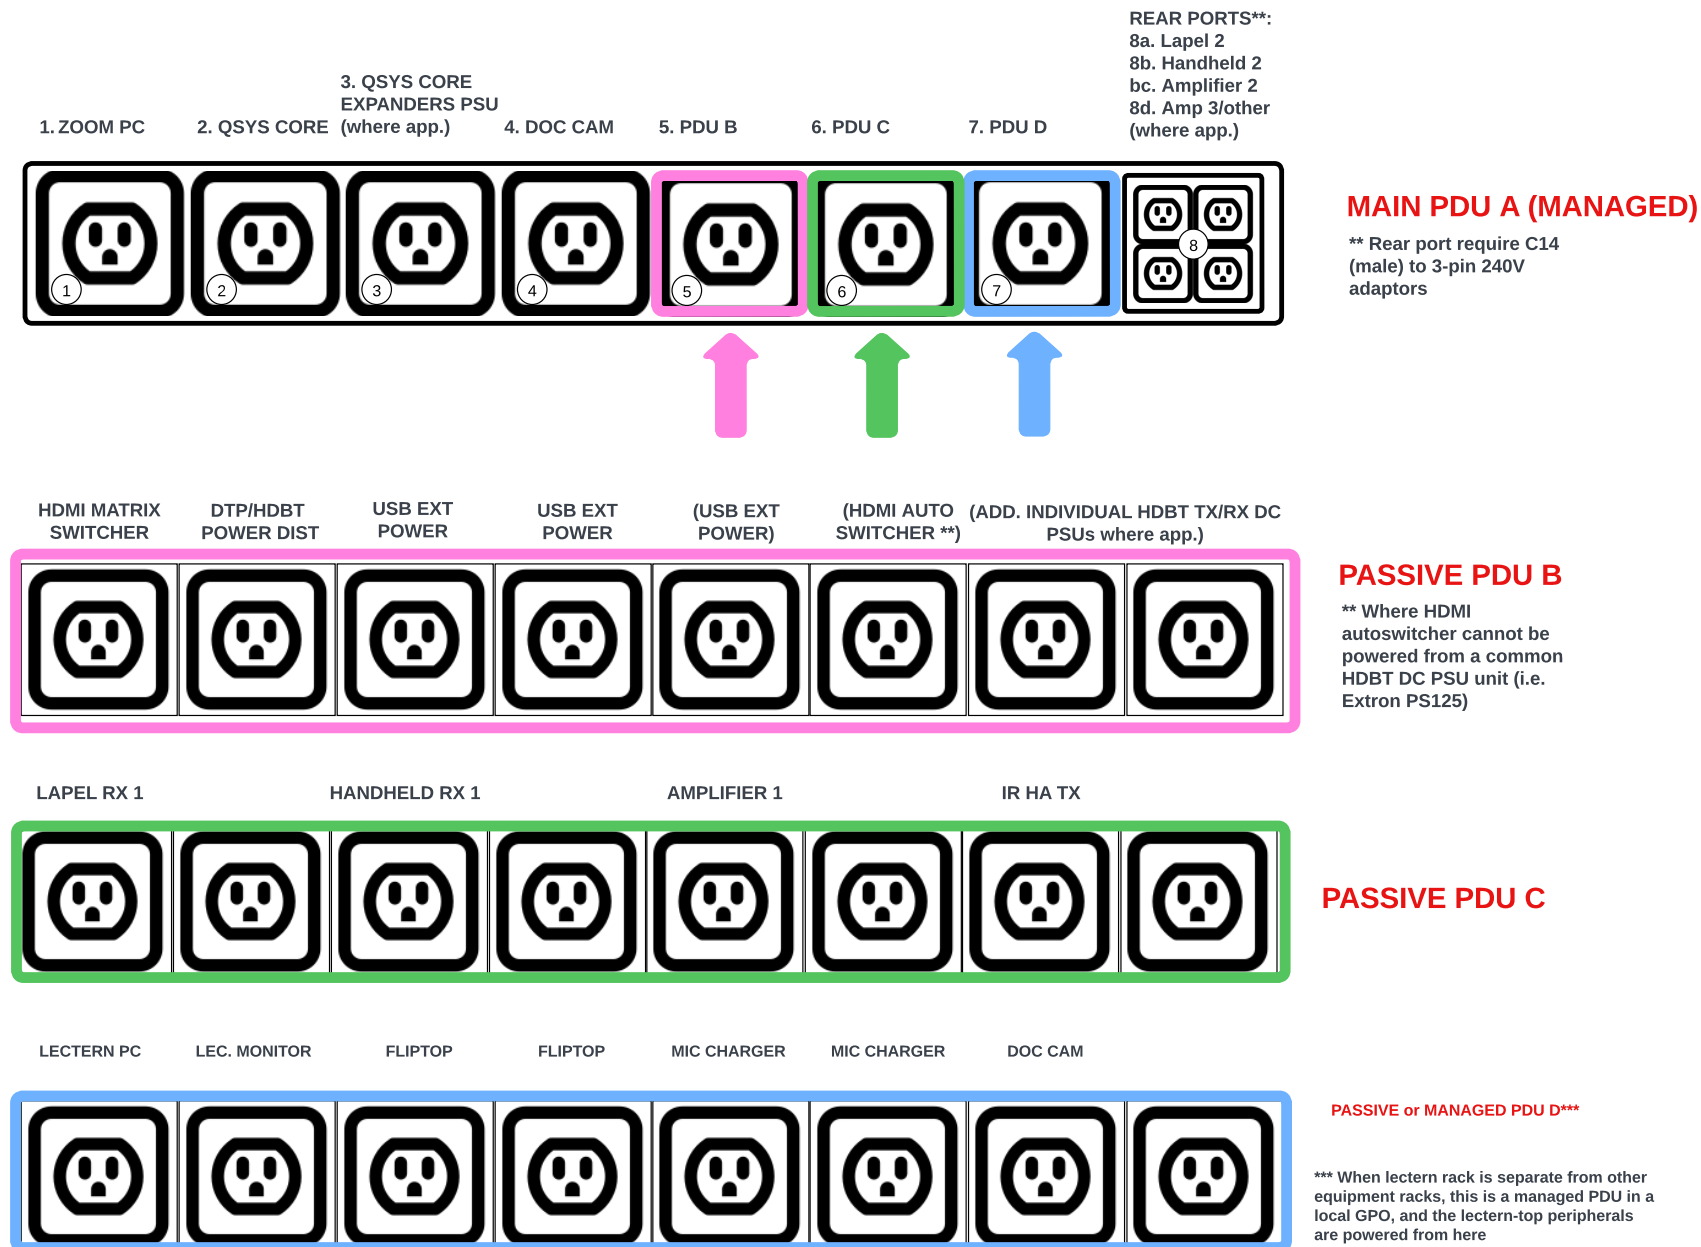 REAR PORTS**:
8a. Lapel 2
8b. Handheld 2
bc. Amplifier 2
8d. Amp 3/other
(where app.)
1. ZOOM PC
2. QSYS CORE
3. QSYS CORE
EXPANDERS PSU
(where app.)
4. DOC CAM
5. PDU B
6. PDU C
7. PDU D
1
2
3
4
5
6
7
8
MAIN PDU A (MANAGED)
** Rear port require C14
(male) to 3-pin 240V
adaptors
HDMI MATRIX
SWITCHER
DTP/HDBT
POWER DIST
USB EXT
POWER
USB EXT
POWER
(USB EXT
POWER)
(HDMI AUTO
SWITCHER **)
(ADD. INDIVIDUAL HDBT TX/RX DC
PSUs where app.)
PASSIVE PDU B
** Where HDMI
autoswitcher cannot be
powered from a common
HDBT DC PSU unit (i.e.
Extron PS125)
LAPEL RX 1
HANDHELD RX 1
AMPLIFIER 1
IR HA TX
PASSIVE PDU C
LECTERN PC
LEC. MONITOR
FLIPTOP
FLIPTOP
MIC CHARGER
MIC CHARGER
DOC CAM
PASSIVE or MANAGED PDU D***
*** When lectern rack is separate from other
equipment racks, this is a managed PDU in a
local GPO, and the lectern-top peripherals
are powered from here